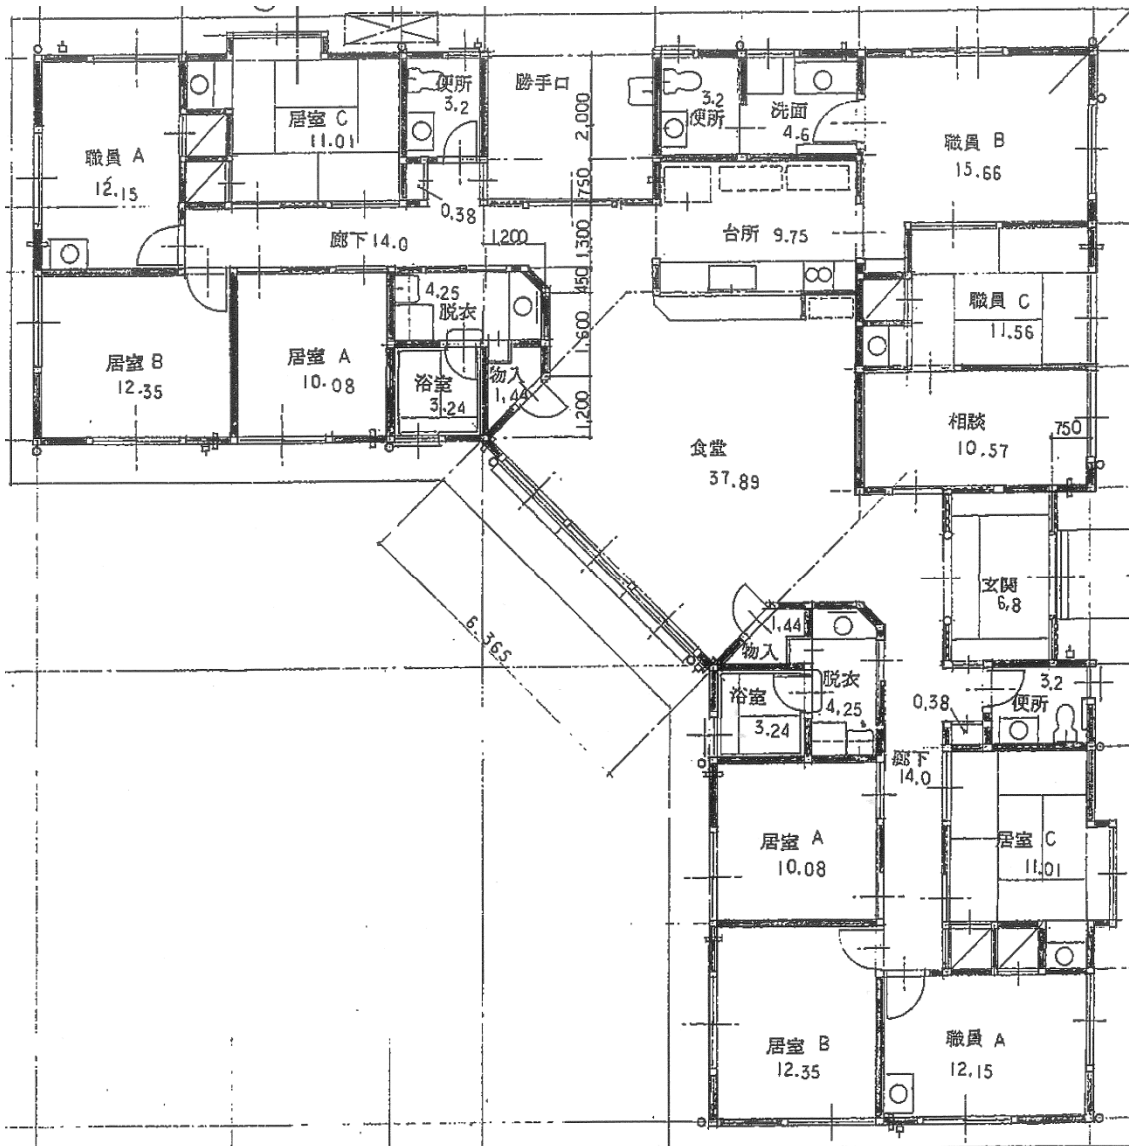 職員 A
12.15
居室 C
11.01
便所
3.2
勝手口
0.38
廊下 14.0
1,200
2,000
750
1,300
450
1,600
1,200
居室 B
12.35
居室 A
10.08
4.25
脱衣
浴室
3.24
物入
1.44
3.2
便所
洗面
4.6
職員 B
15.66
台所 9.75
職員 C
11.56
相談
10.57
750
食堂
37.89
6,365
玄関
6.8
1.44
物入
浴室
3.24
脱衣
4.25
0.38
3.2
便所
廊下
14.0
居室 A
10.08
居室 C
11.01
居室 B
12.35
職員 A
12.15